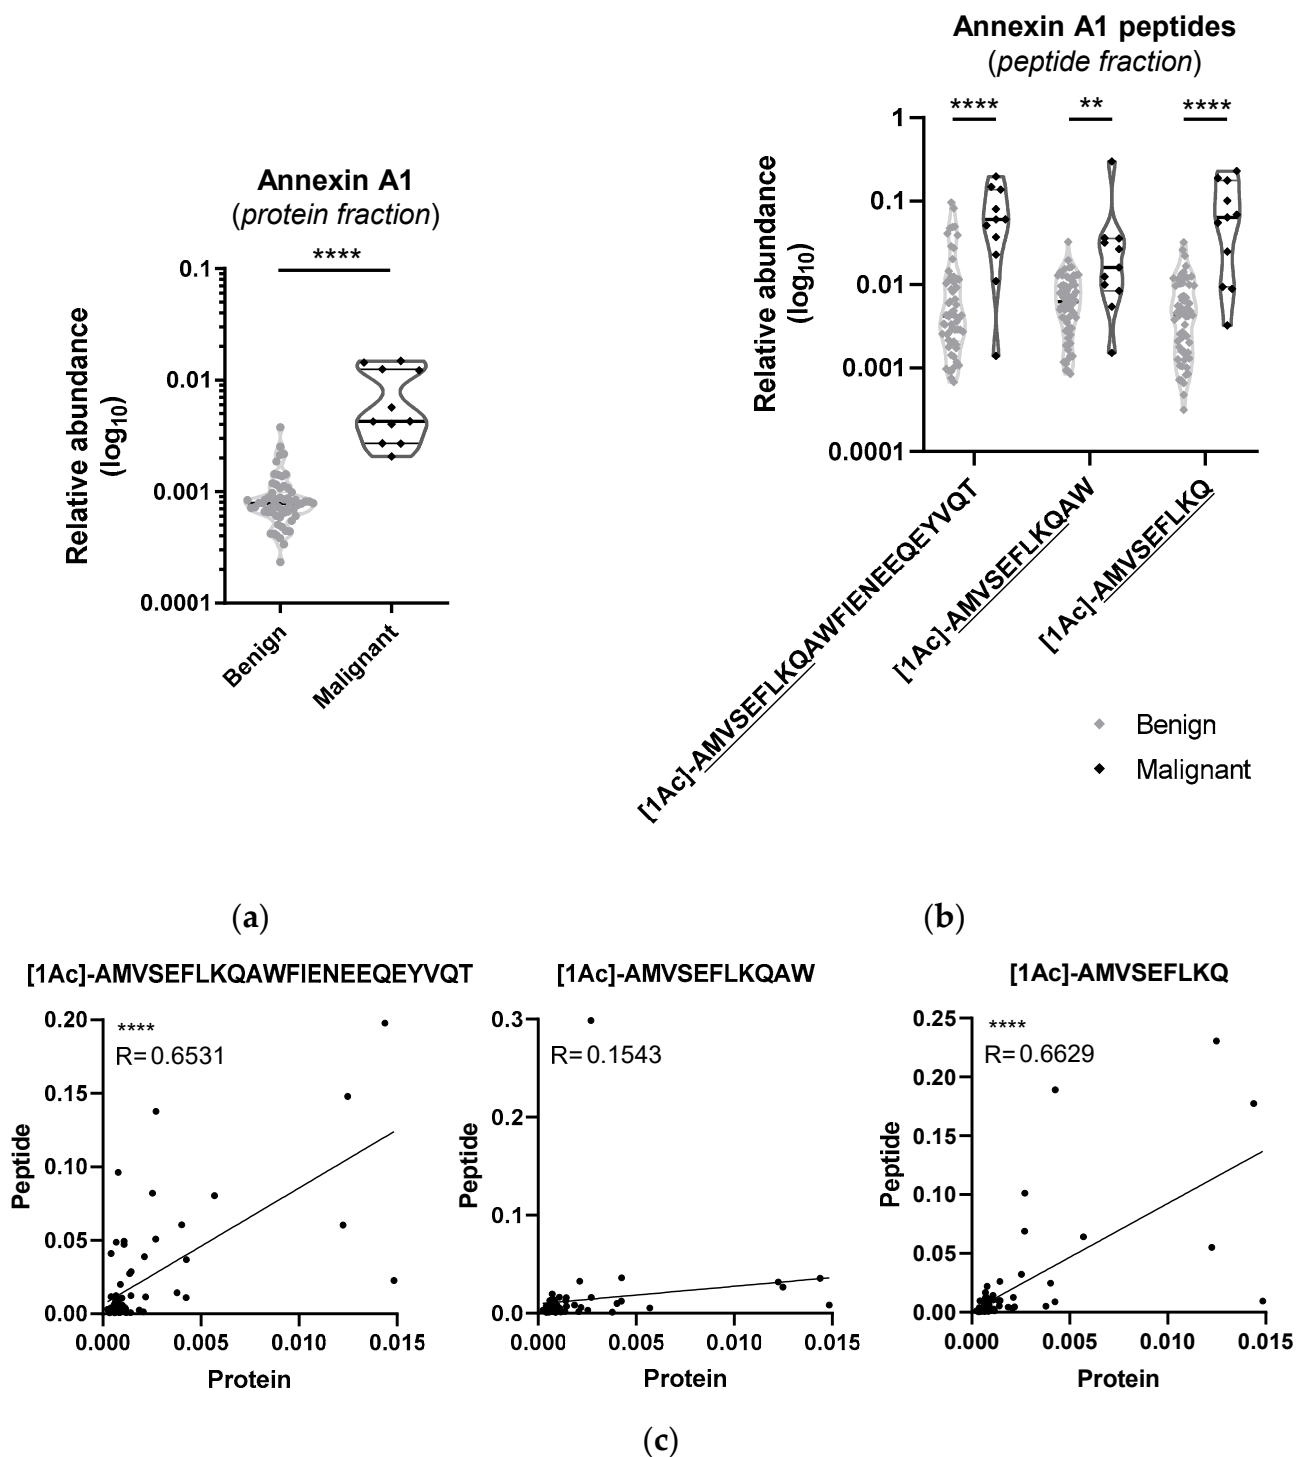 Annexin A1 peptides
(peptide fraction)
**** ** ****
1
0.1
0.01
0.001
0.0001
Relative abundance
(log10)
[1Ac]-AMVSEFLKQAWFIENEEQEYVQT
[1Ac]-AMVSEFLKQAW
[1Ac]-AMVSEFLKQ
Benign
Malignant
Annexin A1
(protein fraction)
****
0.1
0.01
0.001
0.0001
Relative abundance
(log10)
Benign
Malignant
(a)
(b)
[1Ac]-AMVSEFLKQAWFIENEEQEYVQT
****
R=0.6531
0.20
0.15
0.10
0.05
0.00
Peptide
0.000 0.005 0.010 0.015
Protein
[1Ac]-AMVSEFLKQAW
R=0.1543
0.3
0.2
0.1
0.0
Peptide
0.000 0.005 0.010 0.015
Protein
[1Ac]-AMVSEFLKQ
****
R=0.6629
0.25
0.20
0.15
0.10
0.05
0.00
Peptide
0.000 0.005 0.010 0.015
Protein
(c)